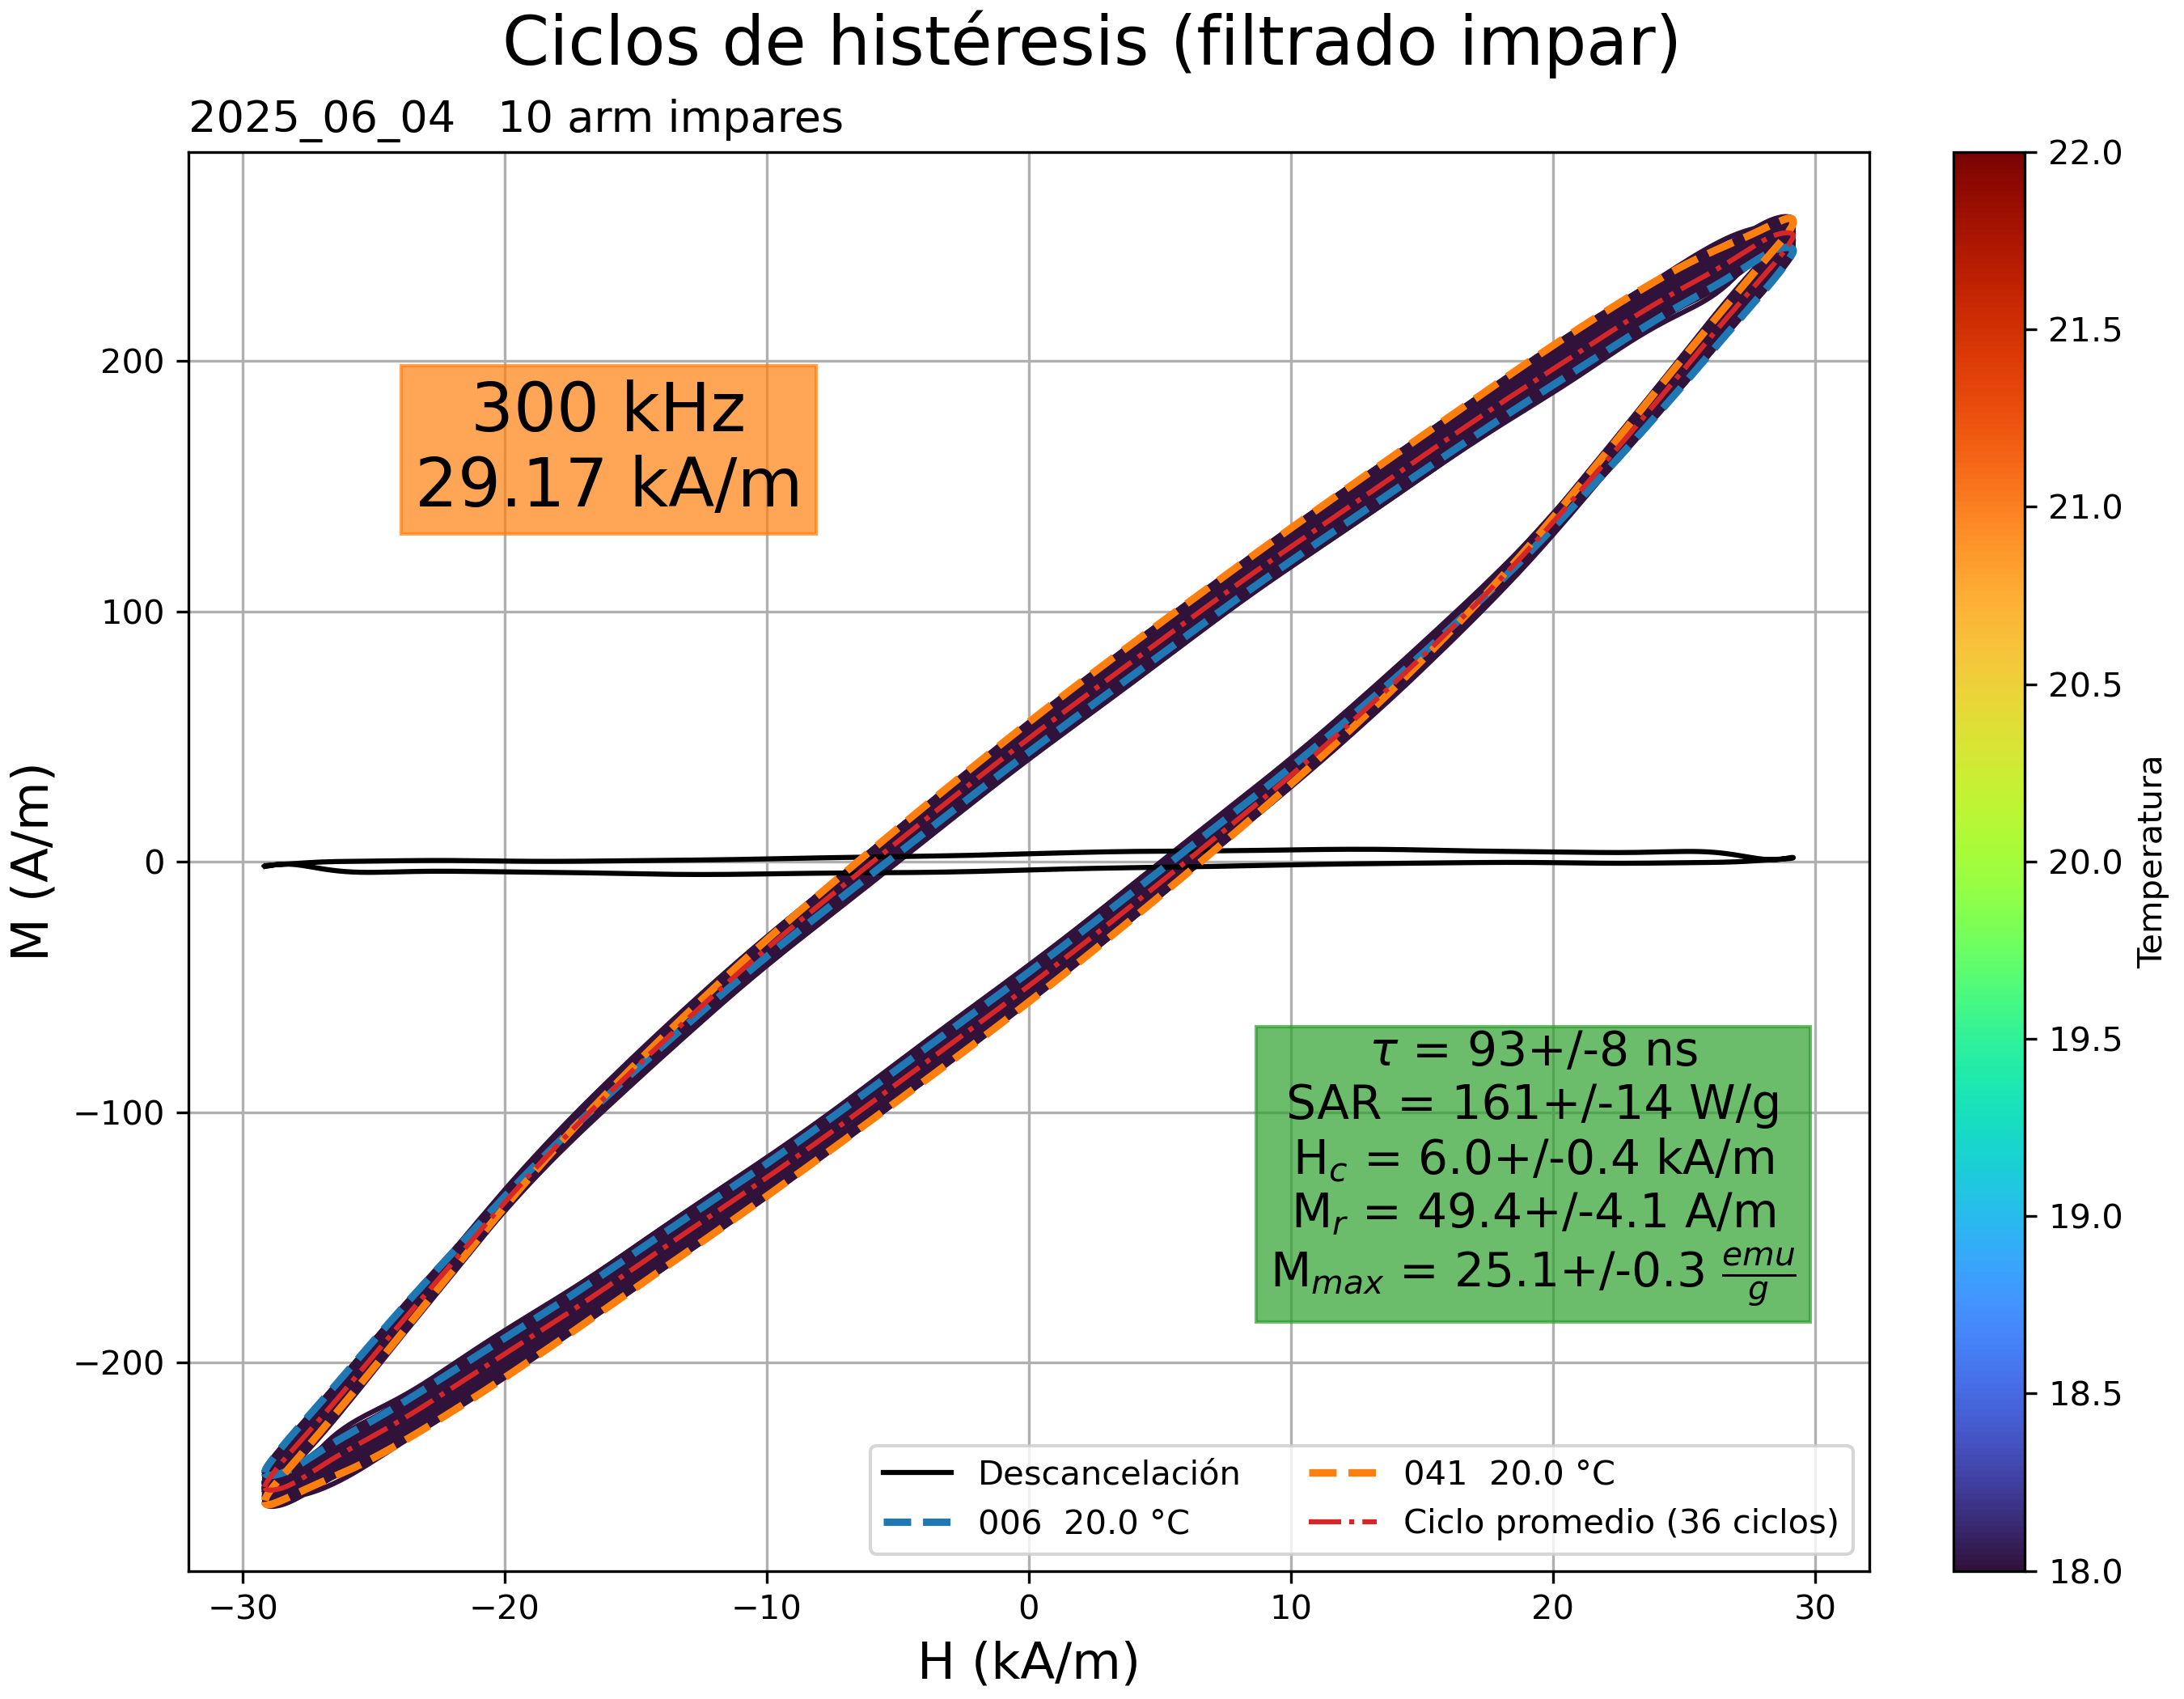 Ciclos de histéresis (filtrado impar)
2025_06_04   10 arm impares
300 kHz
29.17 kA/m
τ = 93+/-8 ns
SAR = 161+/-14 W/g
H_c = 6.0+/-0.4 kA/m
M_r = 49.4+/-4.1 A/m
M_max = 25.1+/-0.3 emu/g
Descancelación
006  20.0 °C
041  20.0 °C
Ciclo promedio (36 ciclos)
M (A/m)
200
100
0
−100
−200
−30
−20
−10
0
10
20
30
H (kA/m)
22.0
21.5
21.0
20.5
20.0
19.5
19.0
18.5
18.0
Temperatura